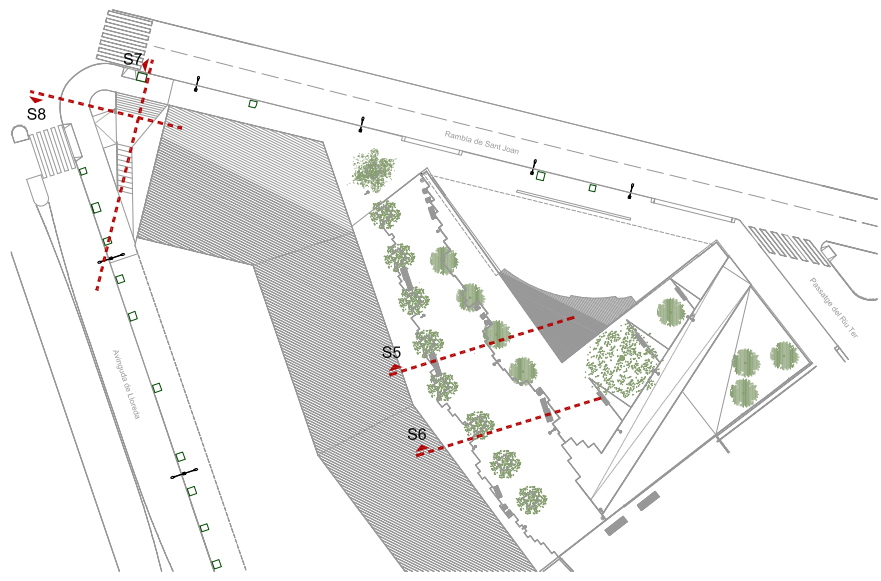 S7
S8
Rambla de Sant Joan
Passatge del Riu Ter
S5
Avinguda de Lloreda
S6